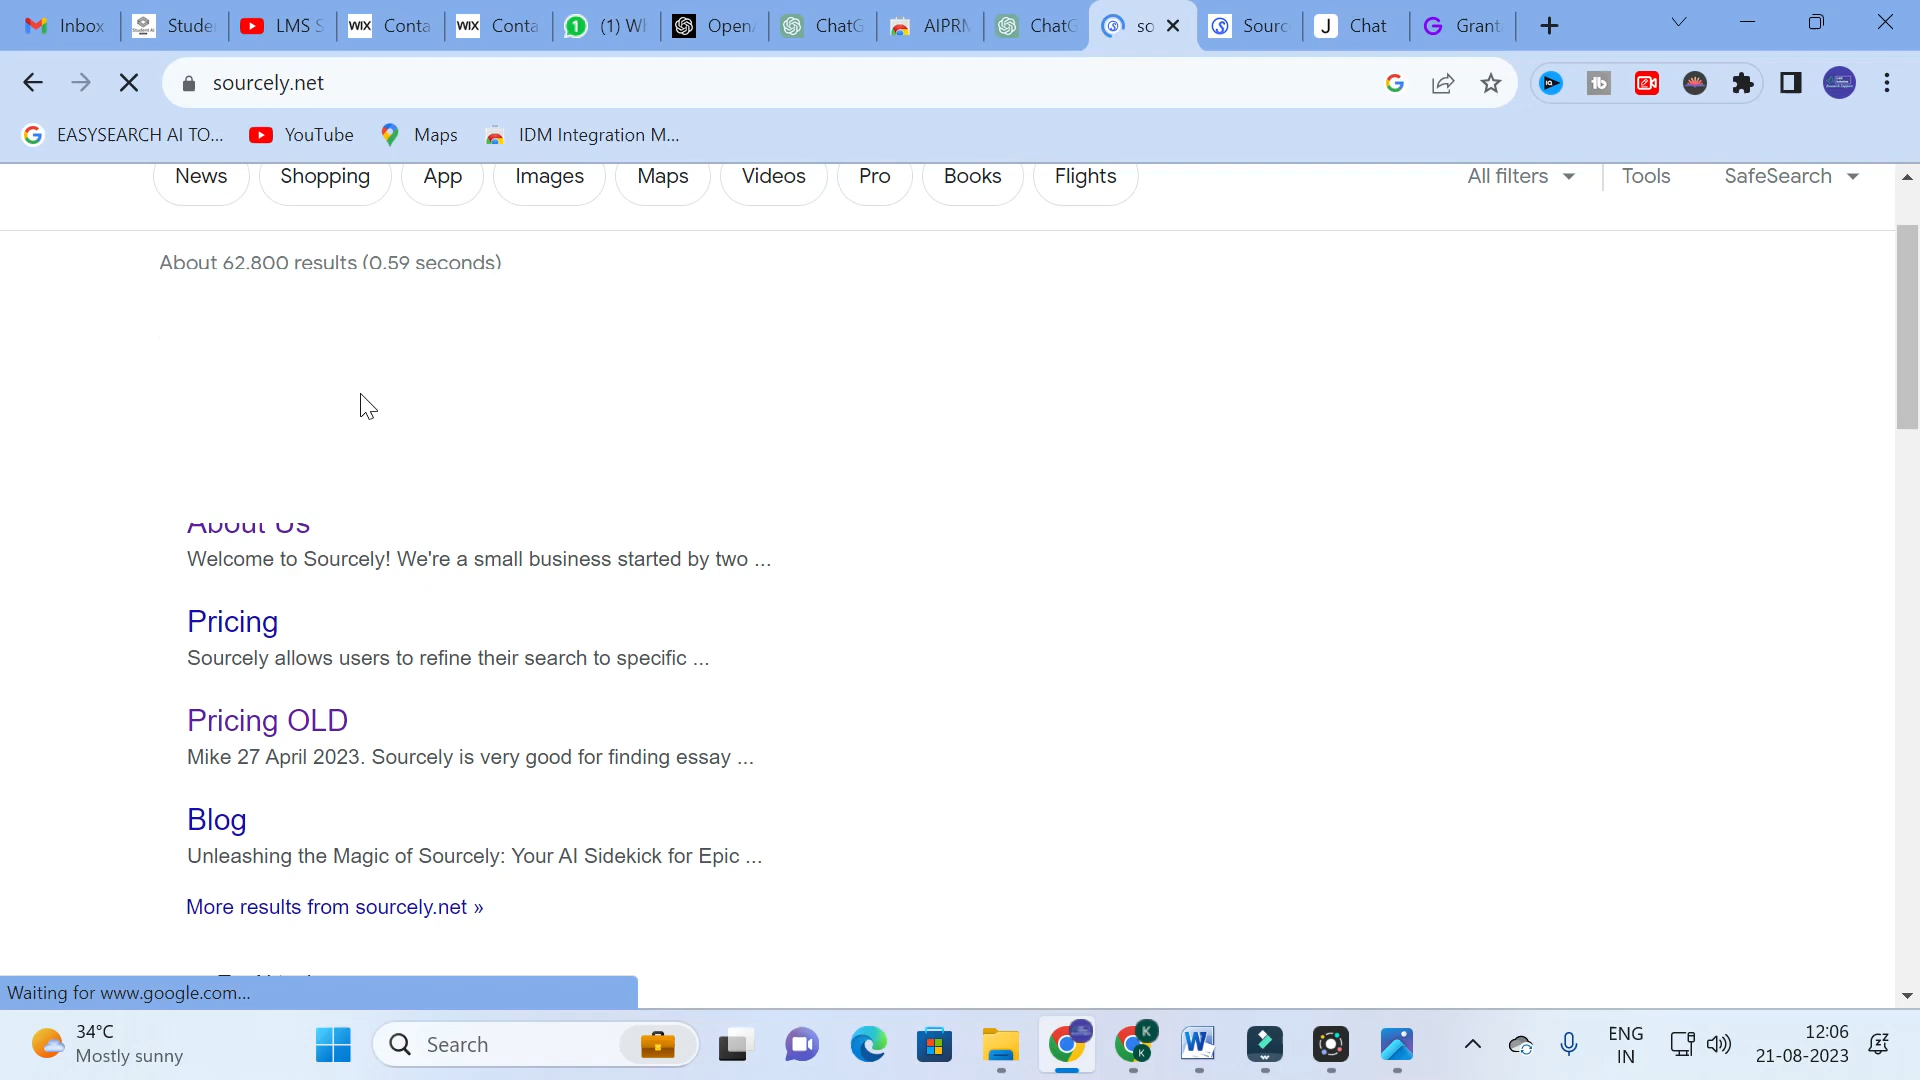 Inbox
Stude
LMS S
WIX Conta
WIX Conta
(1) W
Open
ChatG
AIPRM
ChatG
so
Sourc
J Chat
Grant
sourcely.net
EASYSEARCH AI TO...
YouTube
Maps
IDM Integration M...
News
Shopping
App
Images
Maps
Videos
Pro
Books
Flights
All filters
Tools
SafeSearch
About 62,800 results (0.59 seconds)
About Us
Welcome to Sourcely! We're a small business started by two ...
Pricing
Sourcely allows users to refine their search to specific ...
Pricing OLD
Mike 27 April 2023. Sourcely is very good for finding essay ...
Blog
Unleashing the Magic of Sourcely: Your AI Sidekick for Epic ...
More results from sourcely.net »
Waiting for www.google.com...
34°C
Mostly sunny
Search
ENG
IN
12:06
21-08-2023